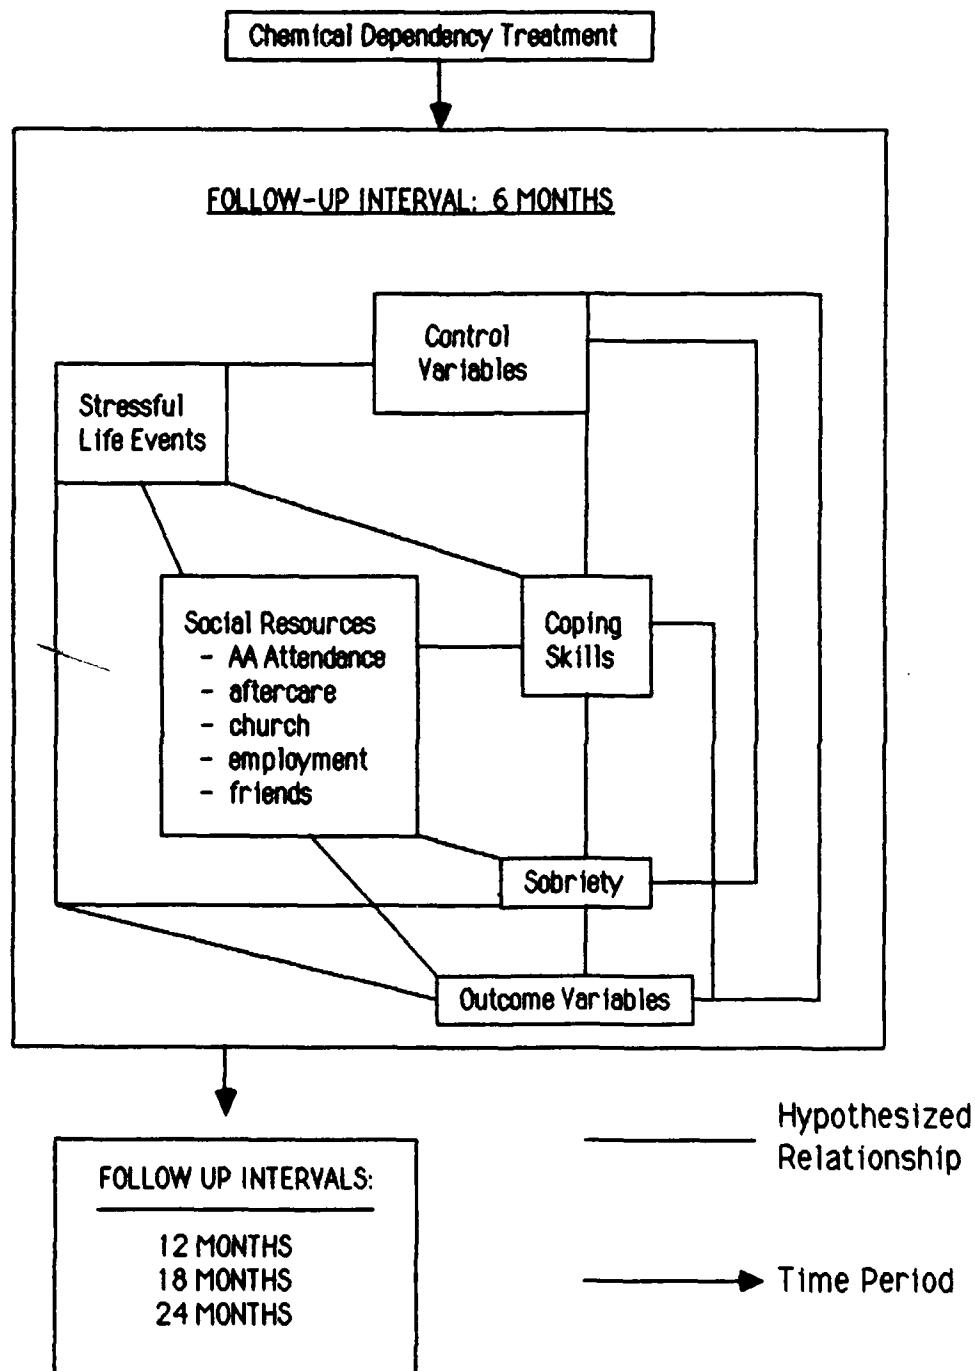 Chemical Dependency Treatment
FOLLOW-UP INTERVAL: 6 MONTHS
Control
Variables
Stressful
Life Events
Social Resources
- AA Attendance
- aftercare
- church
- employment
- friends
Coping
Skills
Sobriety
Outcome Variables
Hypothesized
Relationship
FOLLOW UP INTERVALS:
12 MONTHS
18 MONTHS
24 MONTHS
Time Period